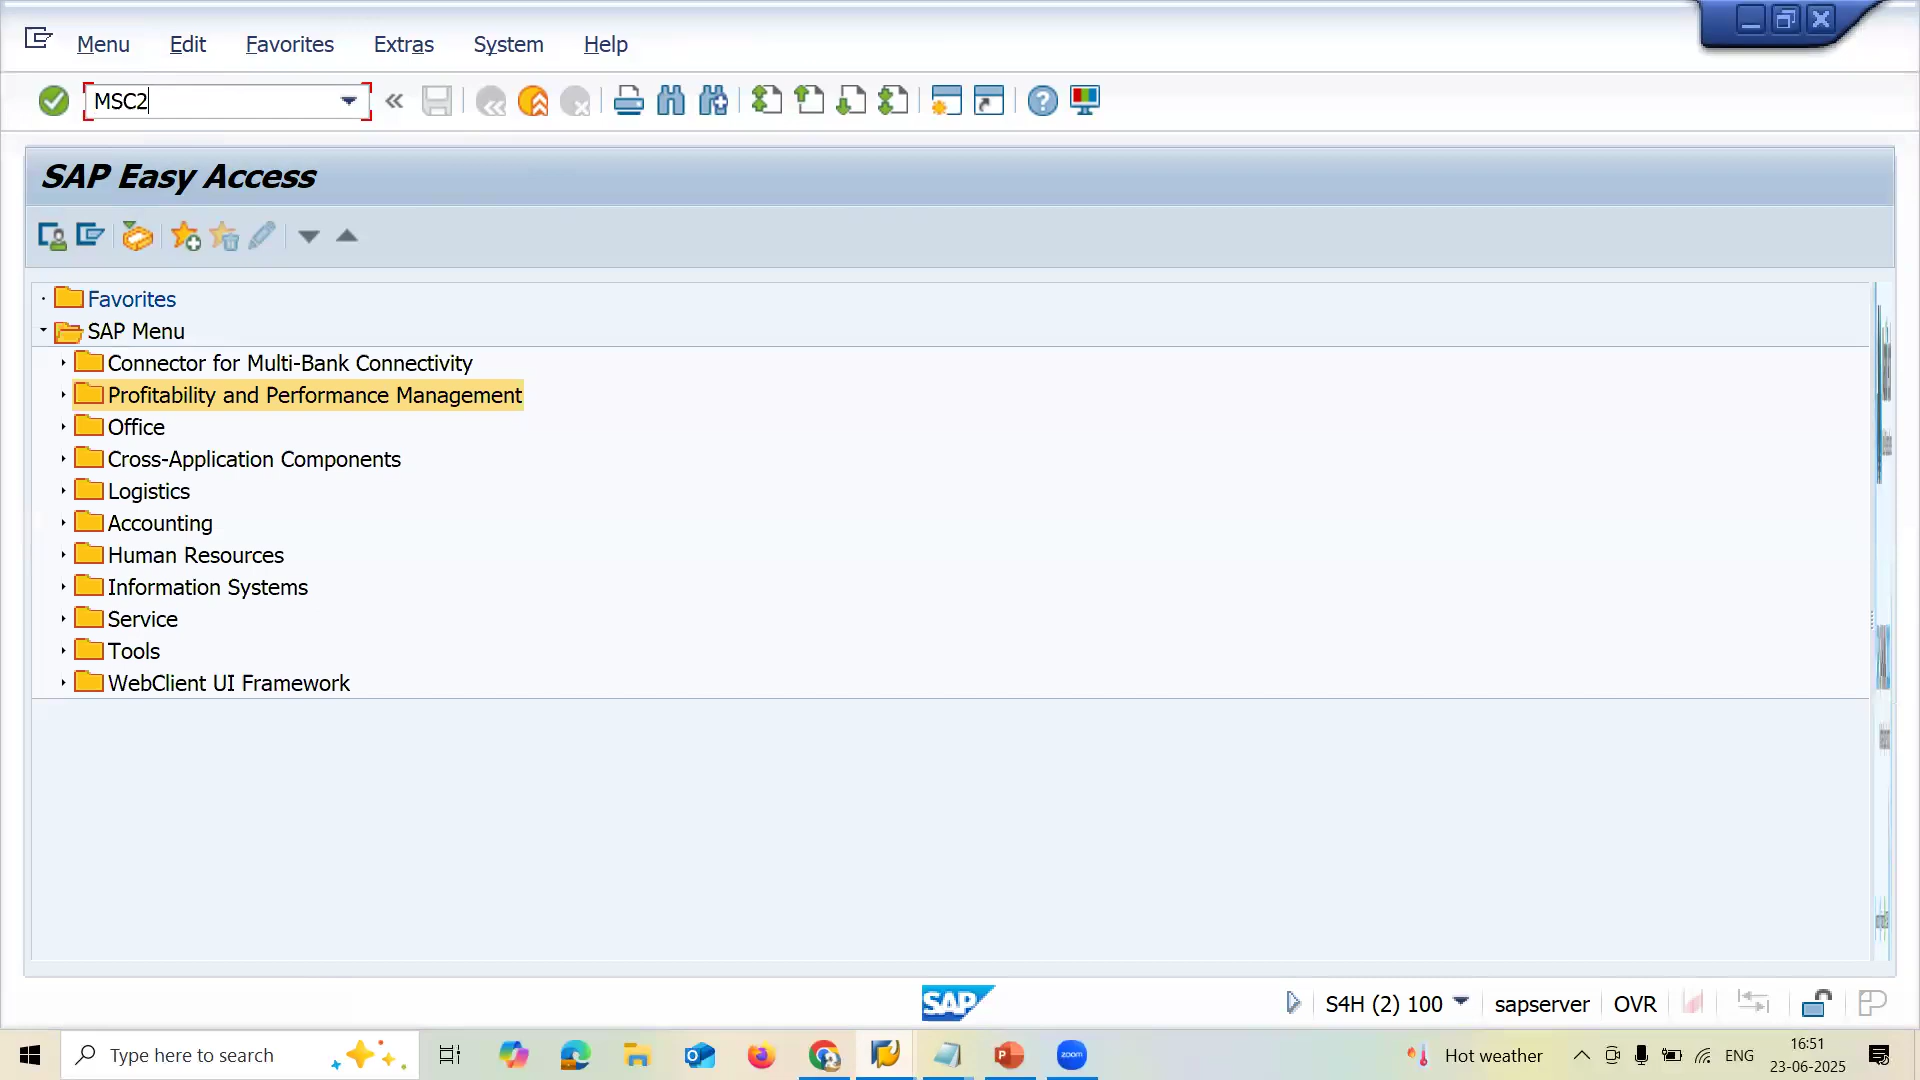 Menu Edit Favorites Extras System Help
MSC2
SAP Easy Access
Favorites
SAP Menu
Connector for Multi-Bank Connectivity
Profitability and Performance Management
Office
Cross-Application Components
Logistics
Accounting
Human Resources
Information Systems
Service
Tools
WebClient UI Framework
SAP S4H (2) 100 sapserver OVR
Type here to search zoom Hot weather ENG 16:51
23-06-2025